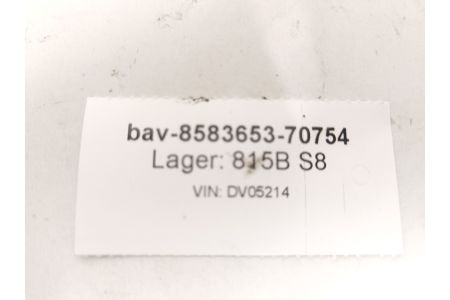 bav-8583653-70754
Lager: 815B S8
VIN: DV05214